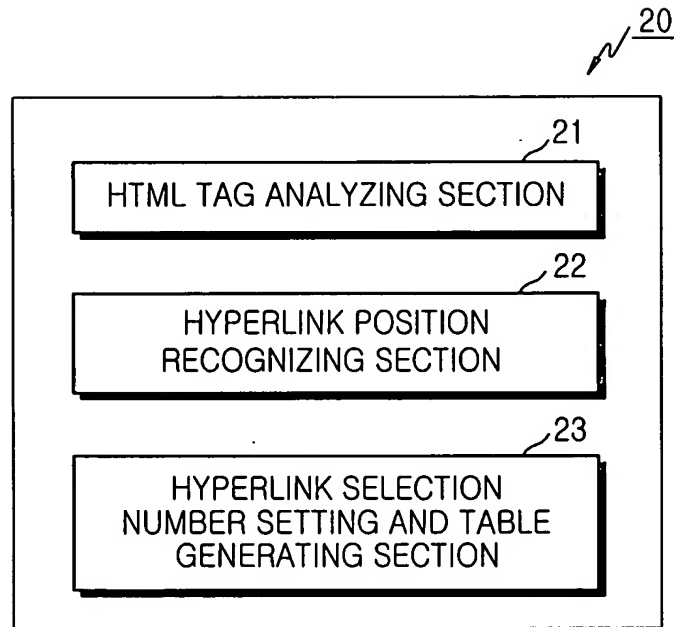 20
21
HTML TAG ANALYZING SECTION
22
HYPERLINK POSITION
RECOGNIZING SECTION
23
HYPERLINK SELECTION
NUMBER SETTING AND TABLE
GENERATING SECTION